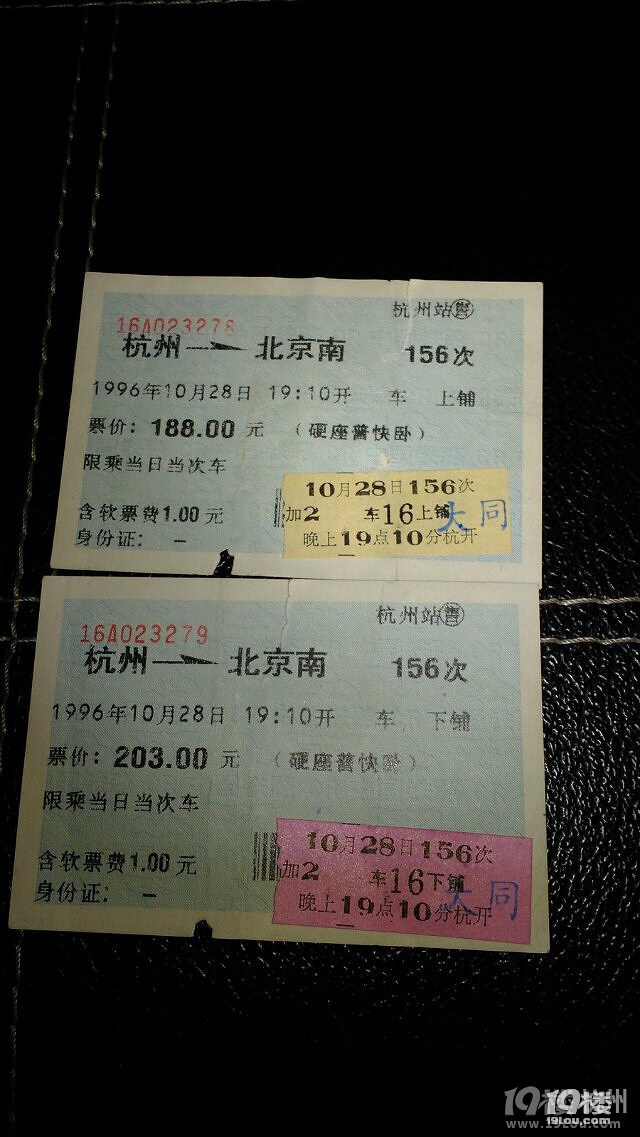 杭州站售
16A023278
杭州 → 北京南 156次
1996年10月28日 19:10开 车 上铺
票价: 188.00 元 (硬座普快卧)
限乘当日当次车
含软票费1.00 元
身份证: —
10月28日156次
加2 车16上铺
大同
晚上19点10分杭开
杭州站售
16A023279
杭州 → 北京南 156次
1996年10月28日 19:10开 车 下铺
票价: 203.00 元 (硬座普快卧)
限乘当日当次车
含软票费1.00 元
身份证: —
10月28日156次
加2 车16下铺
大同
晚上19点10分杭开
19楼
19lou.com
www.19lou.com